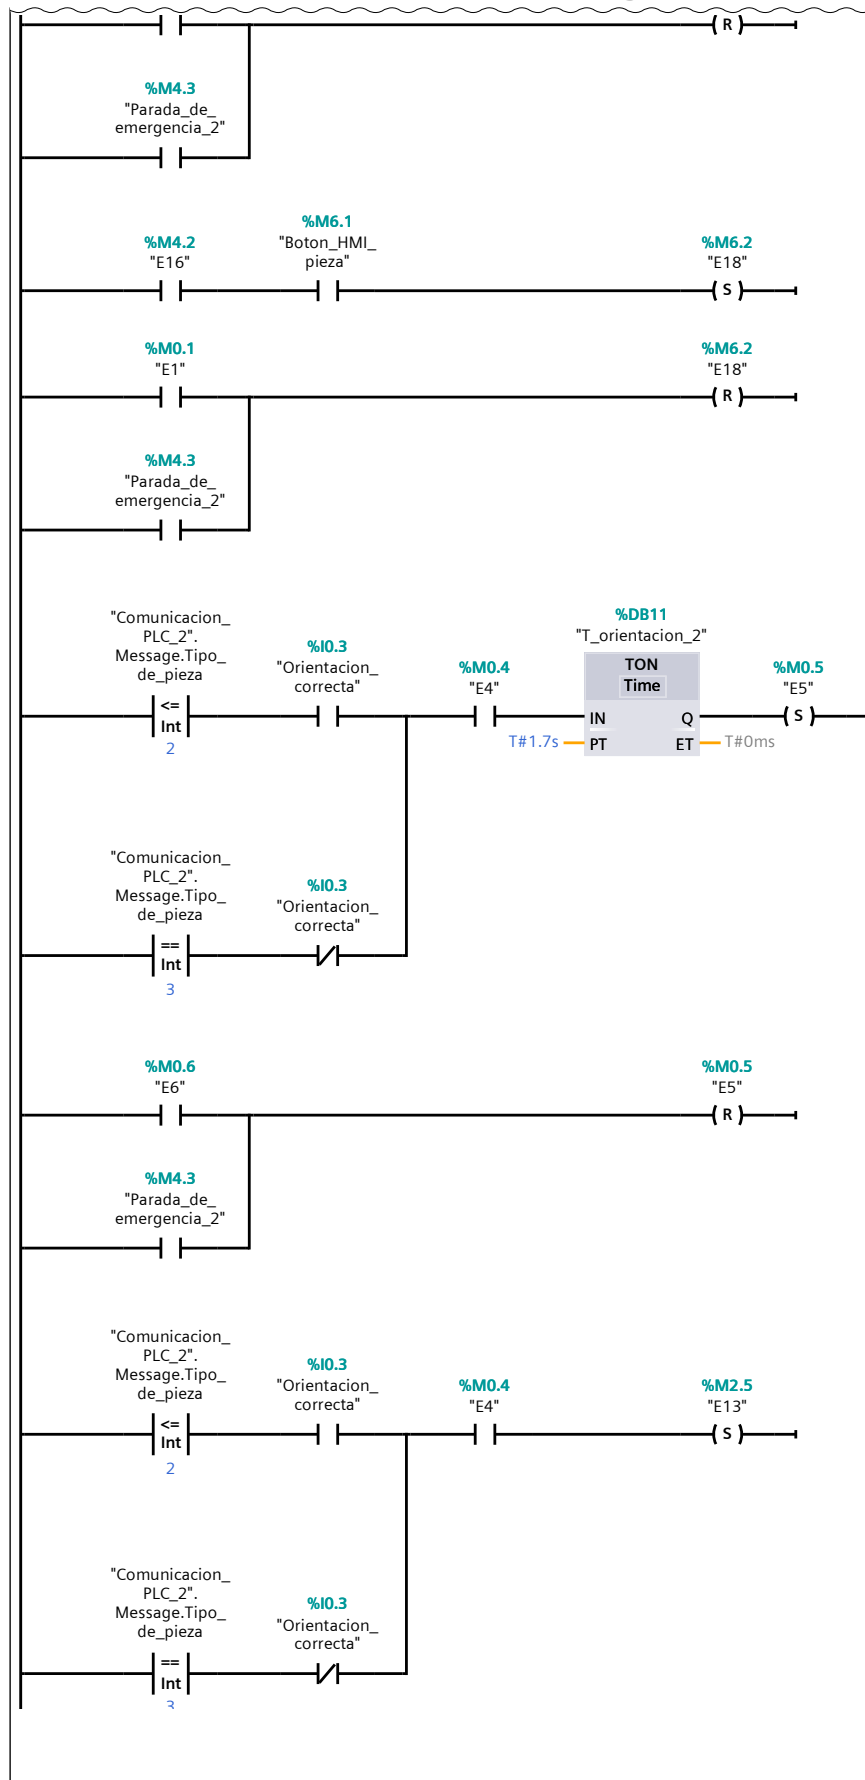 ( R )
%M4.3
"Parada_de_
emergencia_2"
%M4.2
"E16"
%M6.1
"Boton_HMI_
pieza"
%M6.2
"E18"
( S )
%M0.1
"E1"
%M6.2
"E18"
( R )
%M4.3
"Parada_de_
emergencia_2"
"Comunicacion_
PLC_2".
Message.Tipo_
de_pieza
<=
Int
2
%I0.3
"Orientacion_
correcta"
%M0.4
"E4"
%DB11
"T_orientacion_2"
TON
Time
IN Q
T#1.7s PT ET T#0ms
%M0.5
"E5"
( S )
"Comunicacion_
PLC_2".
Message.Tipo_
de_pieza
==
Int
3
%I0.3
"Orientacion_
correcta"
%M0.6
"E6"
%M0.5
"E5"
( R )
%M4.3
"Parada_de_
emergencia_2"
"Comunicacion_
PLC_2".
Message.Tipo_
de_pieza
<=
Int
2
%I0.3
"Orientacion_
correcta"
%M0.4
"E4"
%M2.5
"E13"
( S )
"Comunicacion_
PLC_2".
Message.Tipo_
de_pieza
==
Int
3
%I0.3
"Orientacion_
correcta"